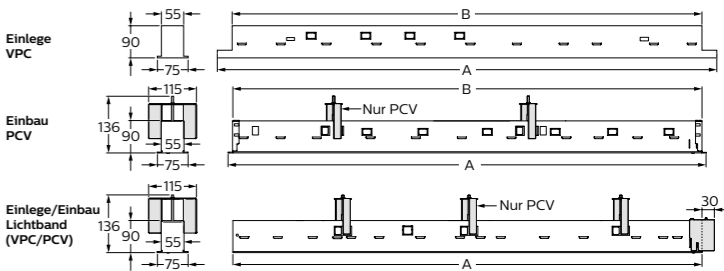 55
B
Einlege
VPC
90
75
A
115
B
Einbau
PCV
136
90
Nur PCV
55
75
A
115
Einlege/Einbau
Lichtband
(VPC/PCV)
136
90
Nur PCV
30
55
75
A